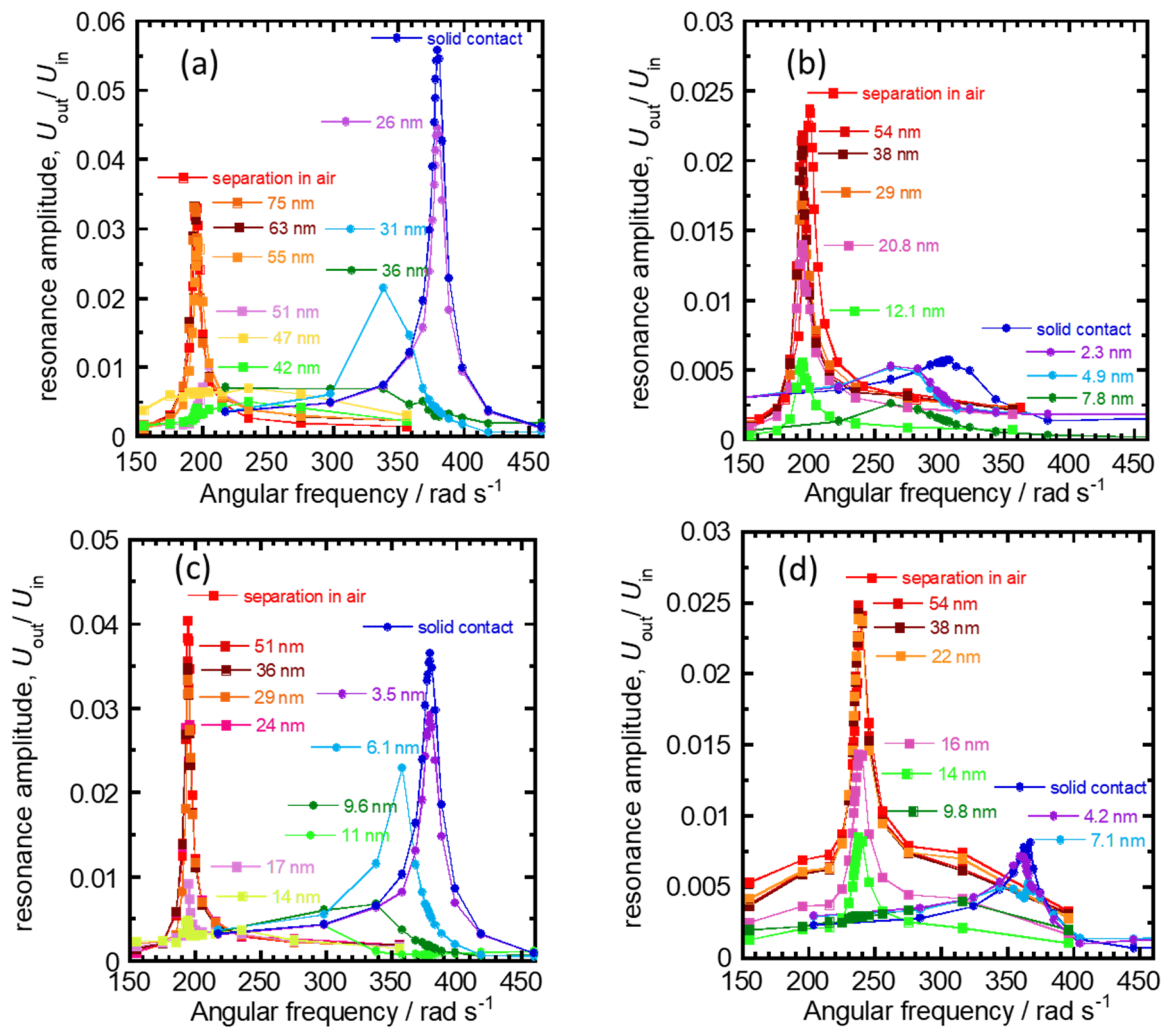 (a)
resonance amplitude, Uout/ Uin
0.06
0.05
0.04
0.03
0.02
0.01
0
solid contact
26 nm
separation in air
75 nm
63 nm
55 nm
31 nm
36 nm
51 nm
47 nm
42 nm
150 200 250 300 350 400 450
Angular frequency / rad s-1
(b)
resonance amplitude, Uout/ Uin
0.03
0.025
0.02
0.015
0.01
0.005
0
separation in air
54 nm
38 nm
29 nm
20.8 nm
12.1 nm
solid contact
2.3 nm
4.9 nm
7.8 nm
150 200 250 300 350 400 450
Angular frequency / rad s-1
(c)
resonance amplitude, Uout/ Uin
0.05
0.04
0.03
0.02
0.01
0
separation in air
51 nm
36 nm
29 nm
24 nm
solid contact
3.5 nm
6.1 nm
9.6 nm
11 nm
17 nm
14 nm
150 200 250 300 350 400 450
Angular frequency / rad s-1
(d)
resonance amplitude, Uout/ Uin
0.03
0.025
0.02
0.015
0.01
0.005
0
separation in air
54 nm
38 nm
22 nm
16 nm
14 nm
9.8 nm
solid contact
4.2 nm
7.1 nm
150 200 250 300 350 400 450
Angular frequency / rad s-1